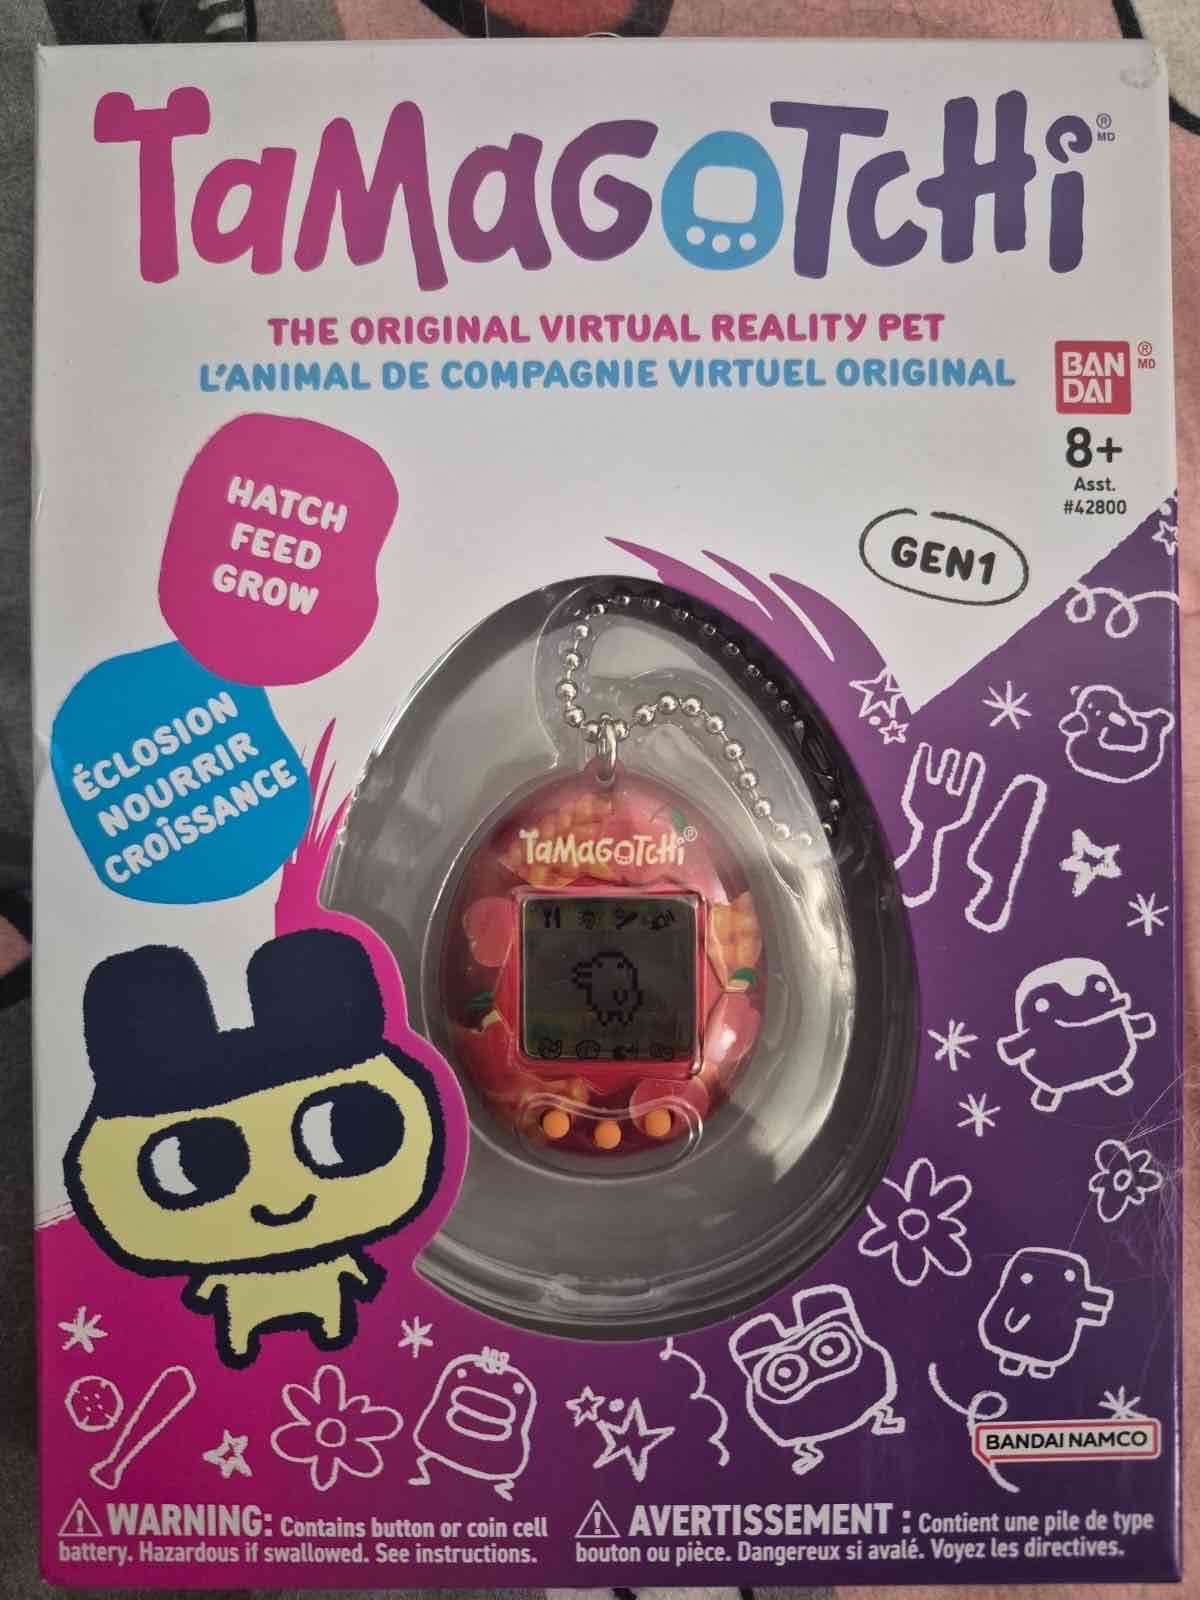 TaMaGoTcHi ® MD
THE ORIGINAL VIRTUAL REALITY PET
L'ANIMAL DE COMPAGNIE VIRTUEL ORIGINAL
BAN
DAI ® MD
8+
Asst.
#42800
HATCH
FEED
GROW
GEN1
ÉCLOSION
NOURRIR
CROÎSSANCE
TaMaGoTcHi®
BANDAI NAMCO
WARNING: Contains button or coin cell
battery. Hazardous if swallowed. See instructions.
AVERTISSEMENT : Contient une pile de type
bouton ou pièce. Dangereux si avalé. Voyez les directives.